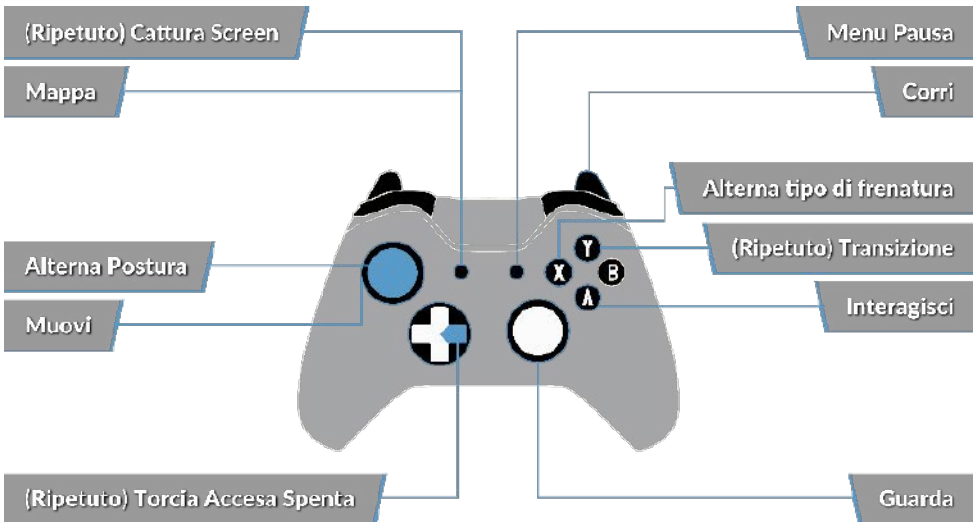 (Ripetuto) Cattura Screen
Menu Pausa
Mappa
Corri
Alterna tipo di frenatura
(Ripetuto) Transizione
Y
X
B
A
Alterna Postura
Interagisci
Muovi
(Ripetuto) Torcia Accesa Spenta
Guarda